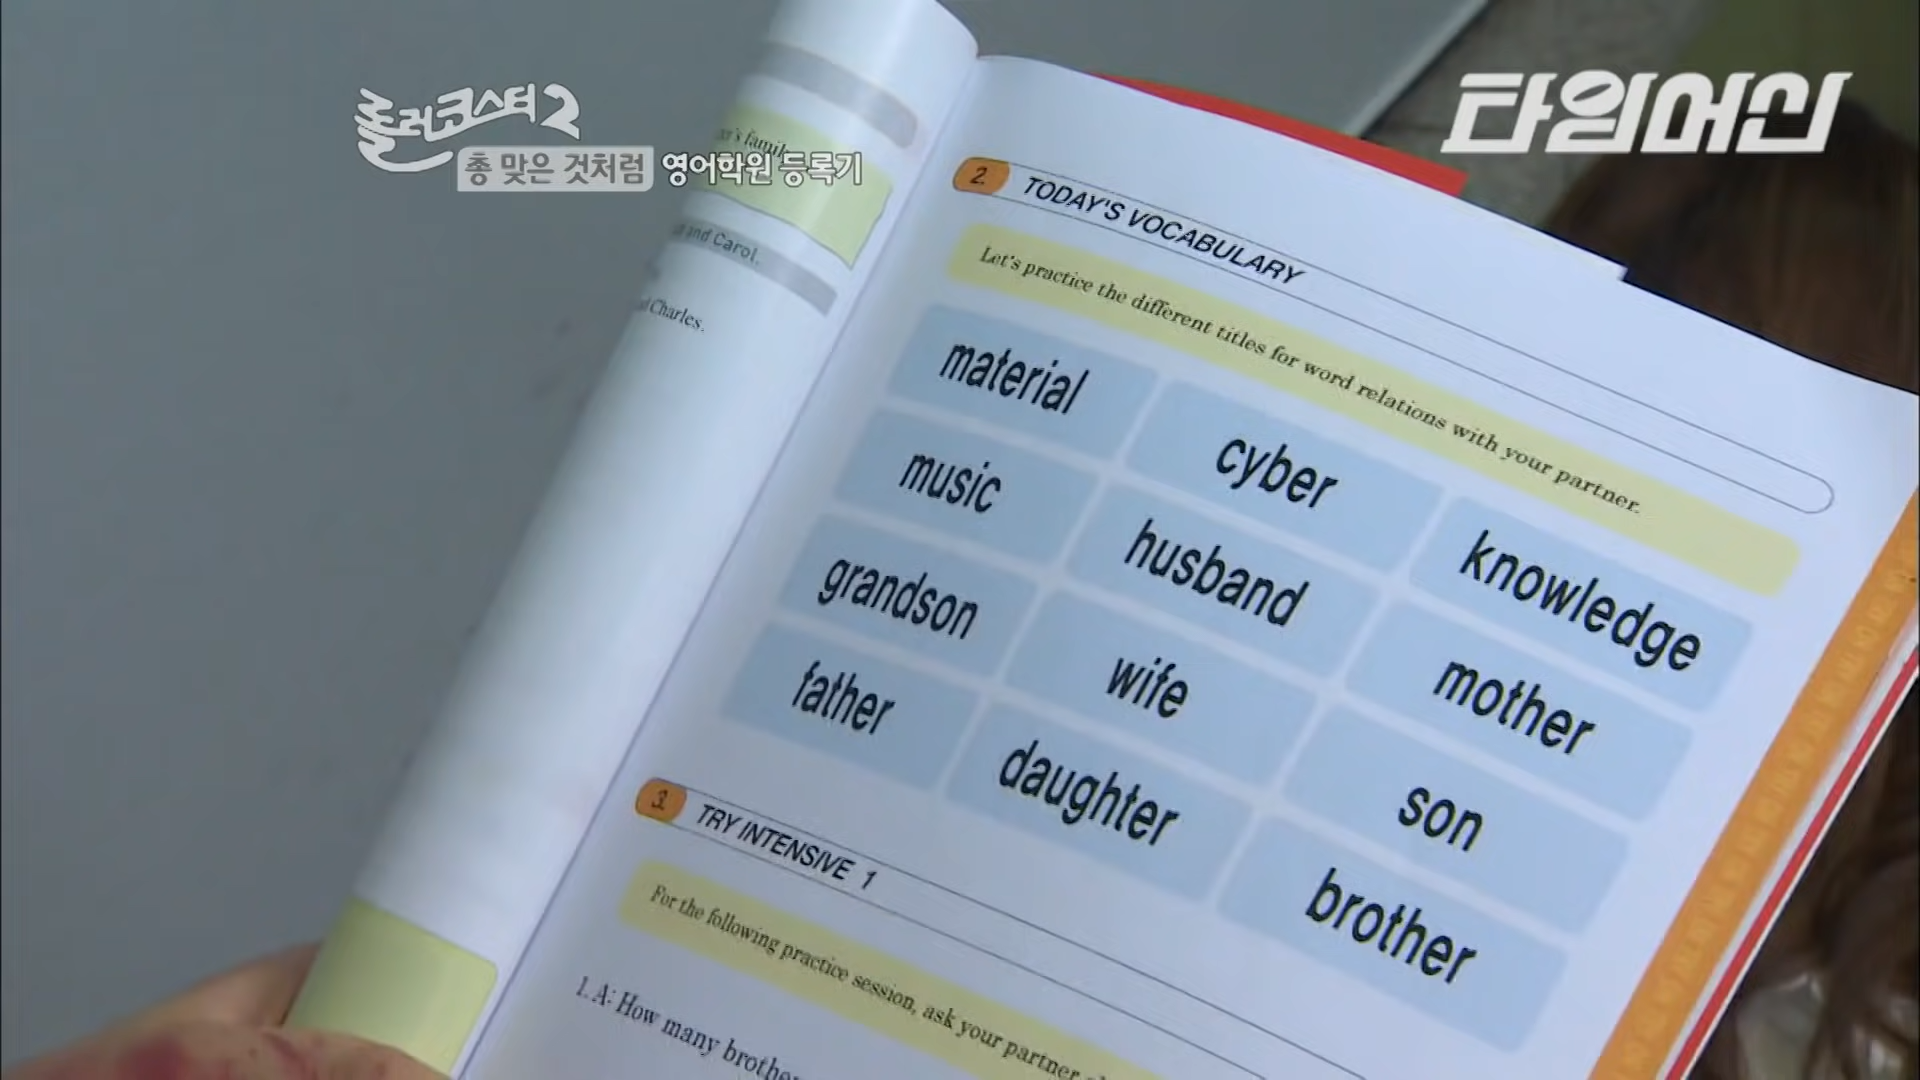 롤러코스터2
총 맞은 것처럼 영어학원 등록기
타임머신
's family
and Carol.
Charles.
2. TODAY'S VOCABULARY
Let's practice the different titles for word relations with your partner.
material cyber knowledge
music husband mother
grandson wife son
father daughter brother
3. TRY INTENSIVE 1
For the following practice session, ask your partner
1. A: How many brothe